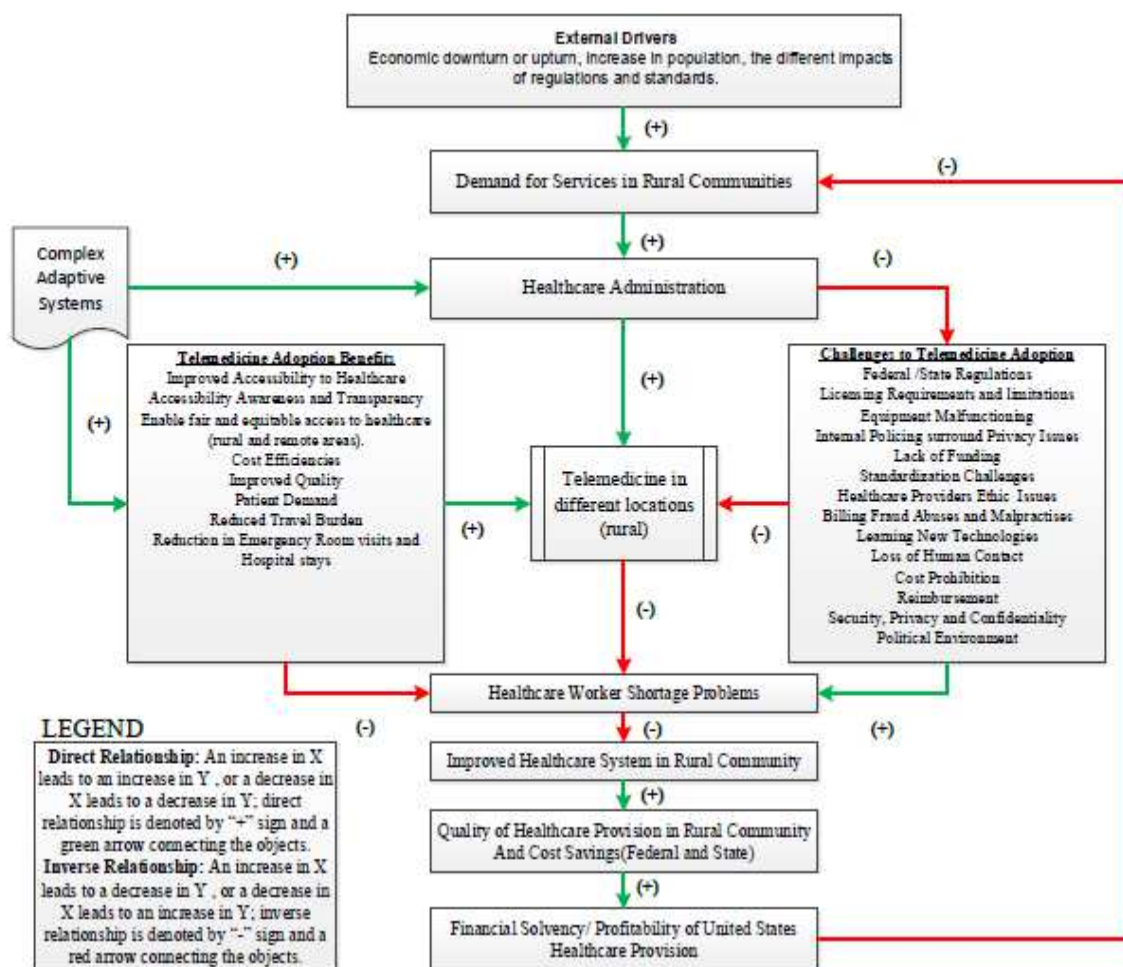 External Drivers
Economic downturn or upturn, increase in population, the different impacts
of regulations and standards.
(+)
(-)
Demand for Services in Rural Communities
(+)
Complex
Adaptive
Systems
(+)
(-)
Healthcare Administration
Telemedicine Adoption Benefits
Improved Accessibility to Healthcare
Accessibility Awareness and Transparency
Enable fair and equitable access to healthcare
(rural and remote areas).
Cost Efficiencies
Improved Quality
Patient Demand
Reduced Travel Burden
Reduction in Emergency Room visits and
Hospital stays
(+)
(+)
(+)
Telemedicine in
different locations
(rural)
(-)
(-)
Challenges to Telemedicine Adoption
Federal /State Regulations
Licensing Requirements and limitations
Equipment Malfunctioning
Internal Policing surround Privacy Issues
Lack of Funding
Standardization Challenges
Healthcare Providers Ethic Issues
Billing Fraud Abuses and Malpractises
Learning New Technologies
Loss of Human Contact
Cost Prohibition
Reimbursement
Security, Privacy and Confidentiality
Political Environment
Healthcare Worker Shortage Problems
(-)
(-)
(+)
Improved Healthcare System in Rural Community
(+)
Quality of Healthcare Provision in Rural Community
And Cost Savings(Federal and State)
(+)
Financial Solvency/ Profitability of United States
Healthcare Provision
LEGEND
Direct Relationship: An increase in X
leads to an increase in Y , or a decrease in
X leads to a decrease in Y; direct
relationship is denoted by “+” sign and a
green arrow connecting the objects.
Inverse Relationship: An increase in X
leads to a decrease in Y , or a decrease in
X leads to an increase in Y; inverse
relationship is denoted by “-” sign and a
red arrow connecting the objects.